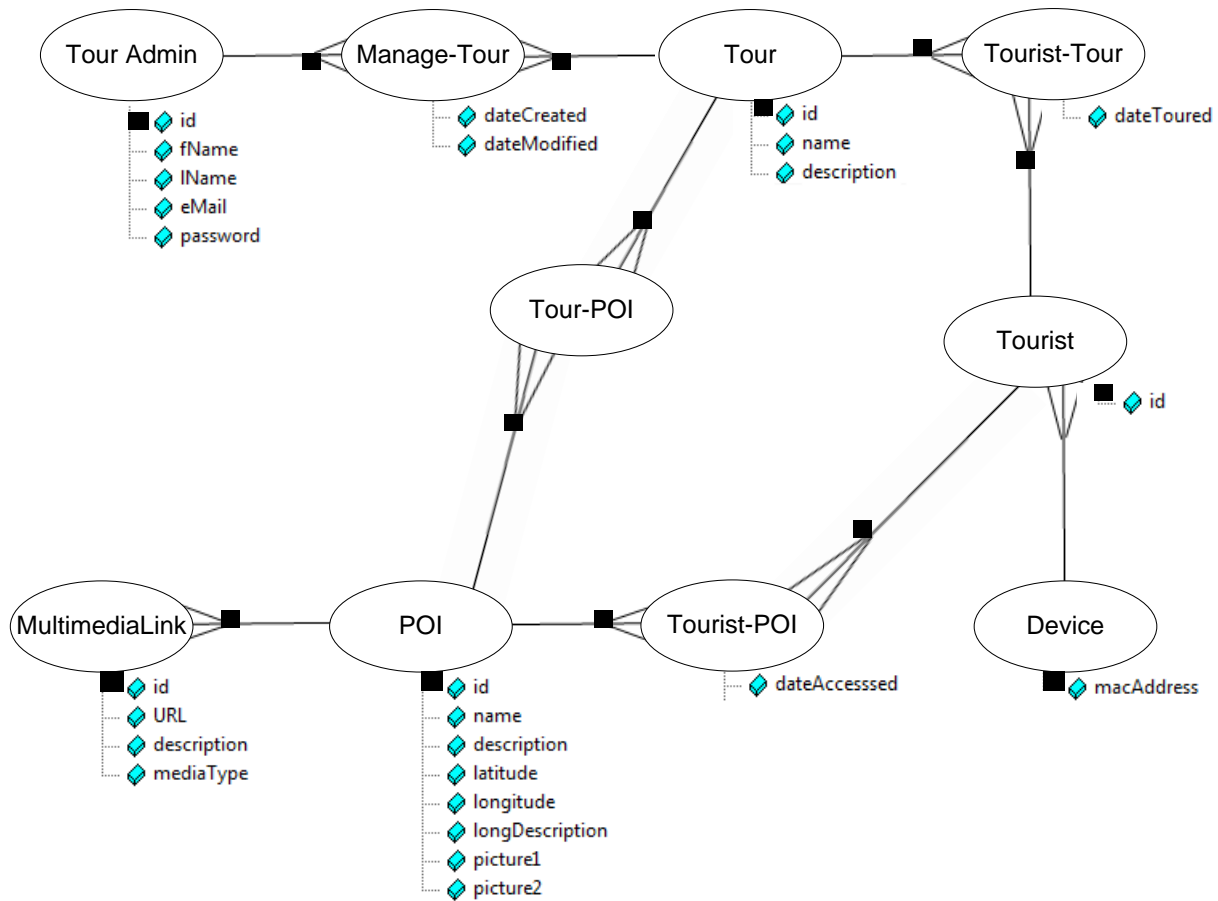 Tour Admin
Manage-Tour
Tour
Tourist-Tour
id
fName
lName
eMail
password
dateCreated
dateModified
id
name
description
dateToured
Tour-POI
Tourist
id
MultimediaLink
POI
Tourist-POI
Device
id
URL
description
mediaType
id
name
description
latitude
longitude
longDescription
picture1
picture2
dateAccesssed
macAddress